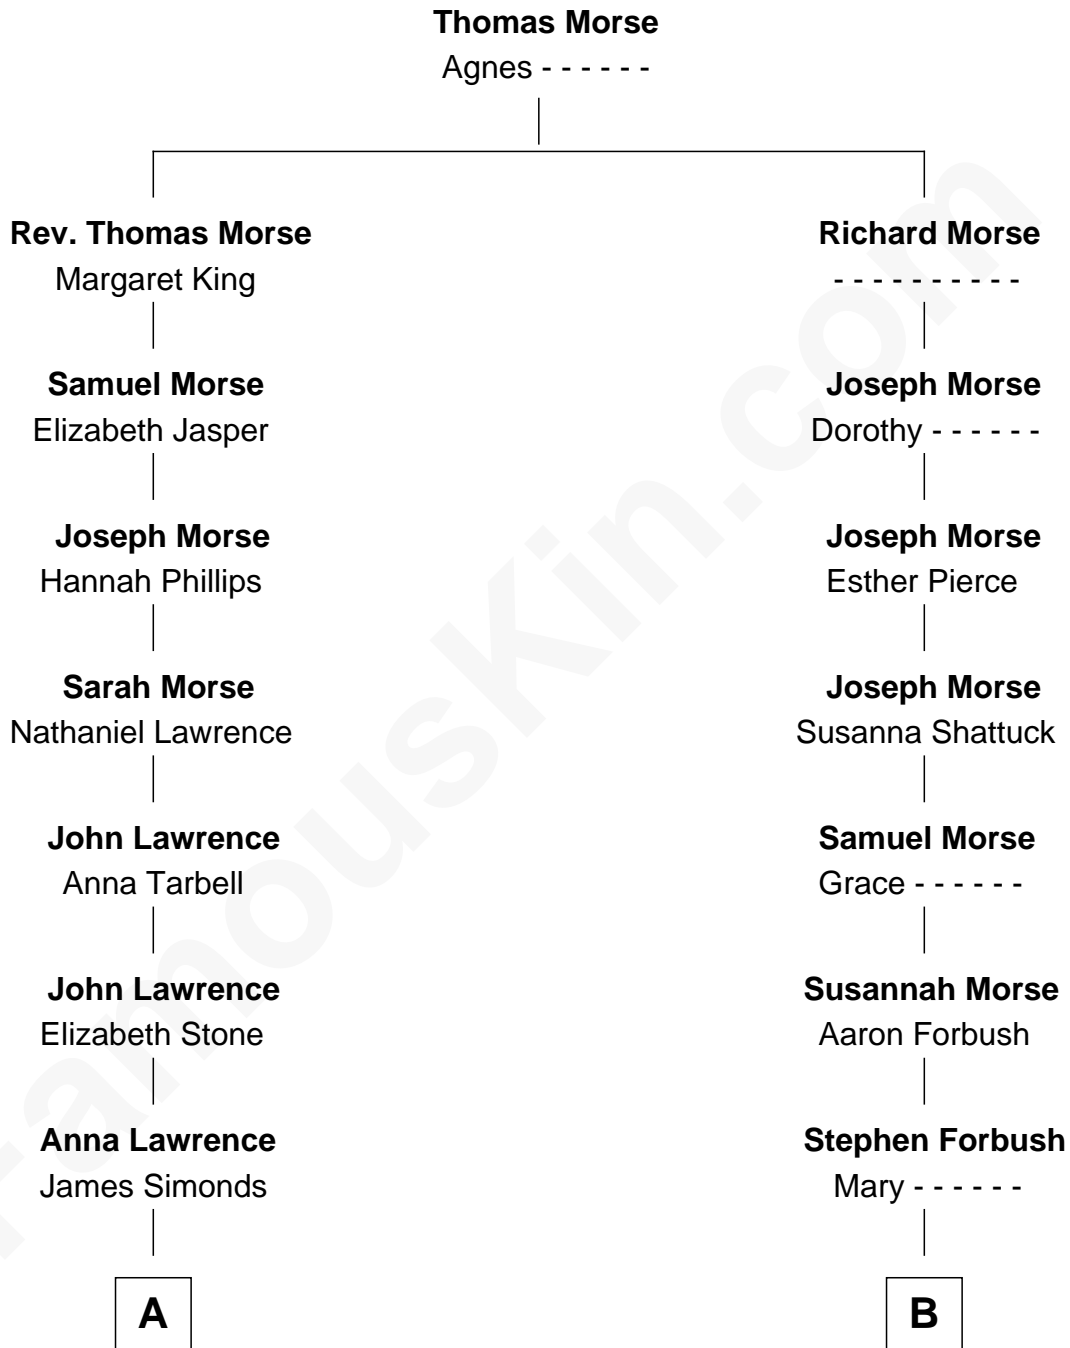 Thomas Morse
Agnes - - - - - -
Rev. Thomas Morse
Margaret King
Richard Morse
- - - - - - - - - -
Samuel Morse
Elizabeth Jasper
Joseph Morse
Dorothy - - - - - -
Joseph Morse
Hannah Phillips
Joseph Morse
Esther Pierce
Sarah Morse
Nathaniel Lawrence
Joseph Morse
Susanna Shattuck
John Lawrence
Anna Tarbell
Samuel Morse
Grace - - - - - -
John Lawrence
Elizabeth Stone
Susannah Morse
Aaron Forbush
Anna Lawrence
James Simonds
Stephen Forbush
Mary - - - - - -
A
B
FamousKin.com